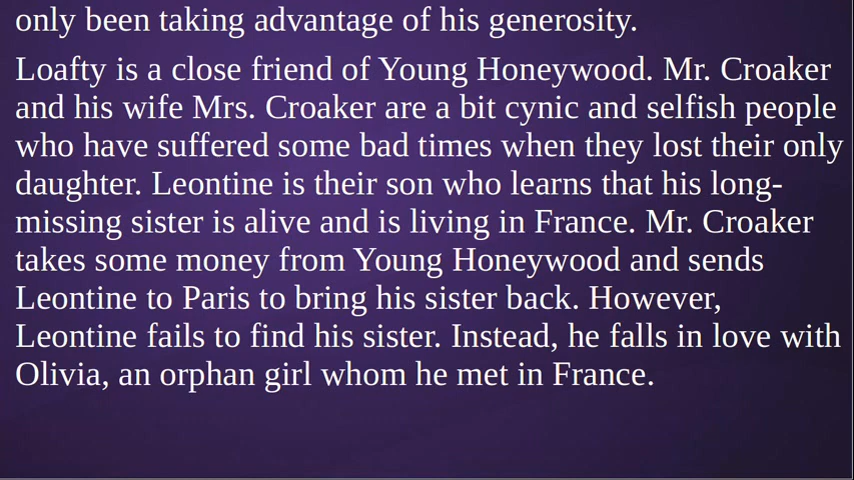 only been taking advantage of his generosity.
Loafty is a close friend of Young Honeywood. Mr. Croaker
and his wife Mrs. Croaker are a bit cynic and selfish people
who have suffered some bad times when they lost their only
daughter. Leontine is their son who learns that his long-
missing sister is alive and is living in France. Mr. Croaker
takes some money from Young Honeywood and sends
Leontine to Paris to bring his sister back. However,
Leontine fails to find his sister. Instead, he falls in love with
Olivia, an orphan girl whom he met in France.